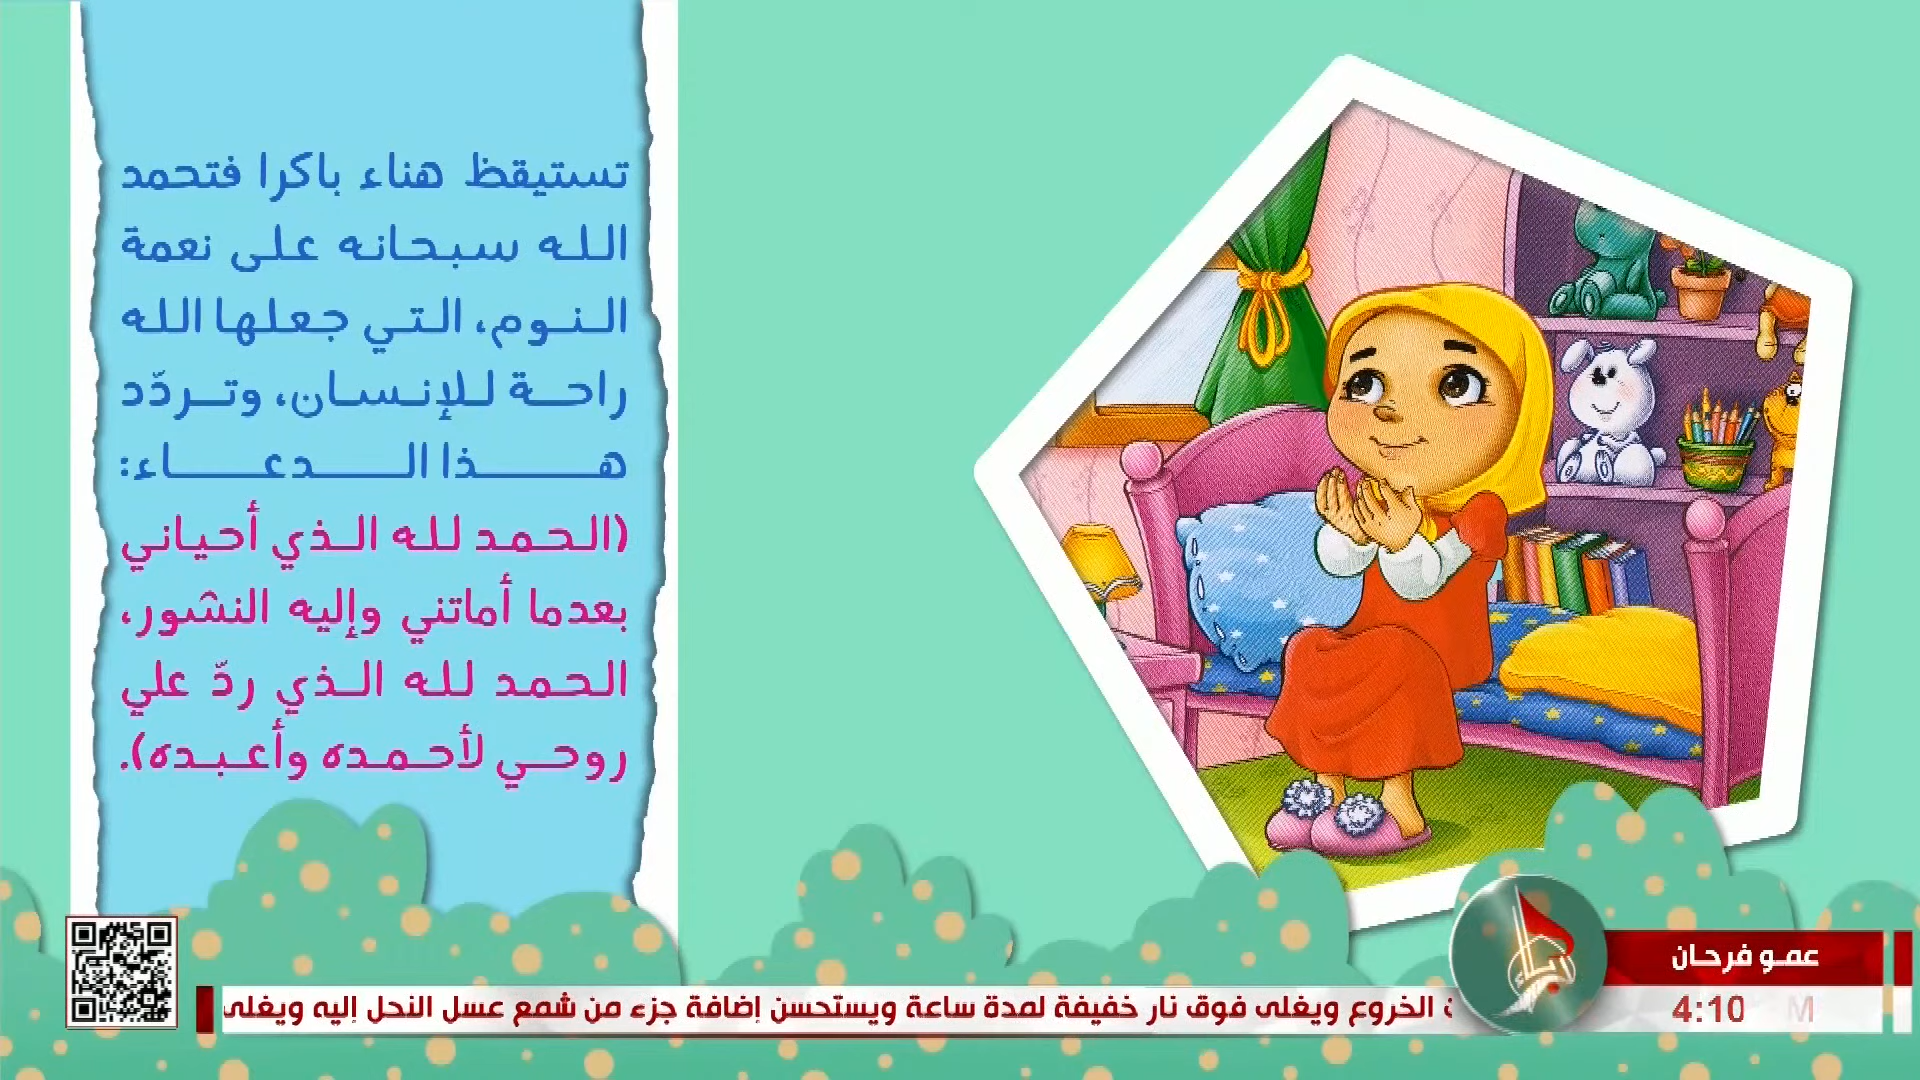 تستيقظ هناء باكرا فتحمد
الله سبحانه على نعمة
النوم، التي جعلها الله
راحة للإنسان، وتردّد
هذا الدعاء:
(الحمد لله الذي أحياني
بعدما أماتني وإليه النشور،
الحمد لله الذي ردّ علي
روحي لأحمده وأعبده).
عمو فرحان
4:10 M
الخروع ويغلى فوق نار خفيفة لمدة ساعة ويستحسن إضافة جزء من شمع عسل النحل إليه ويغلى